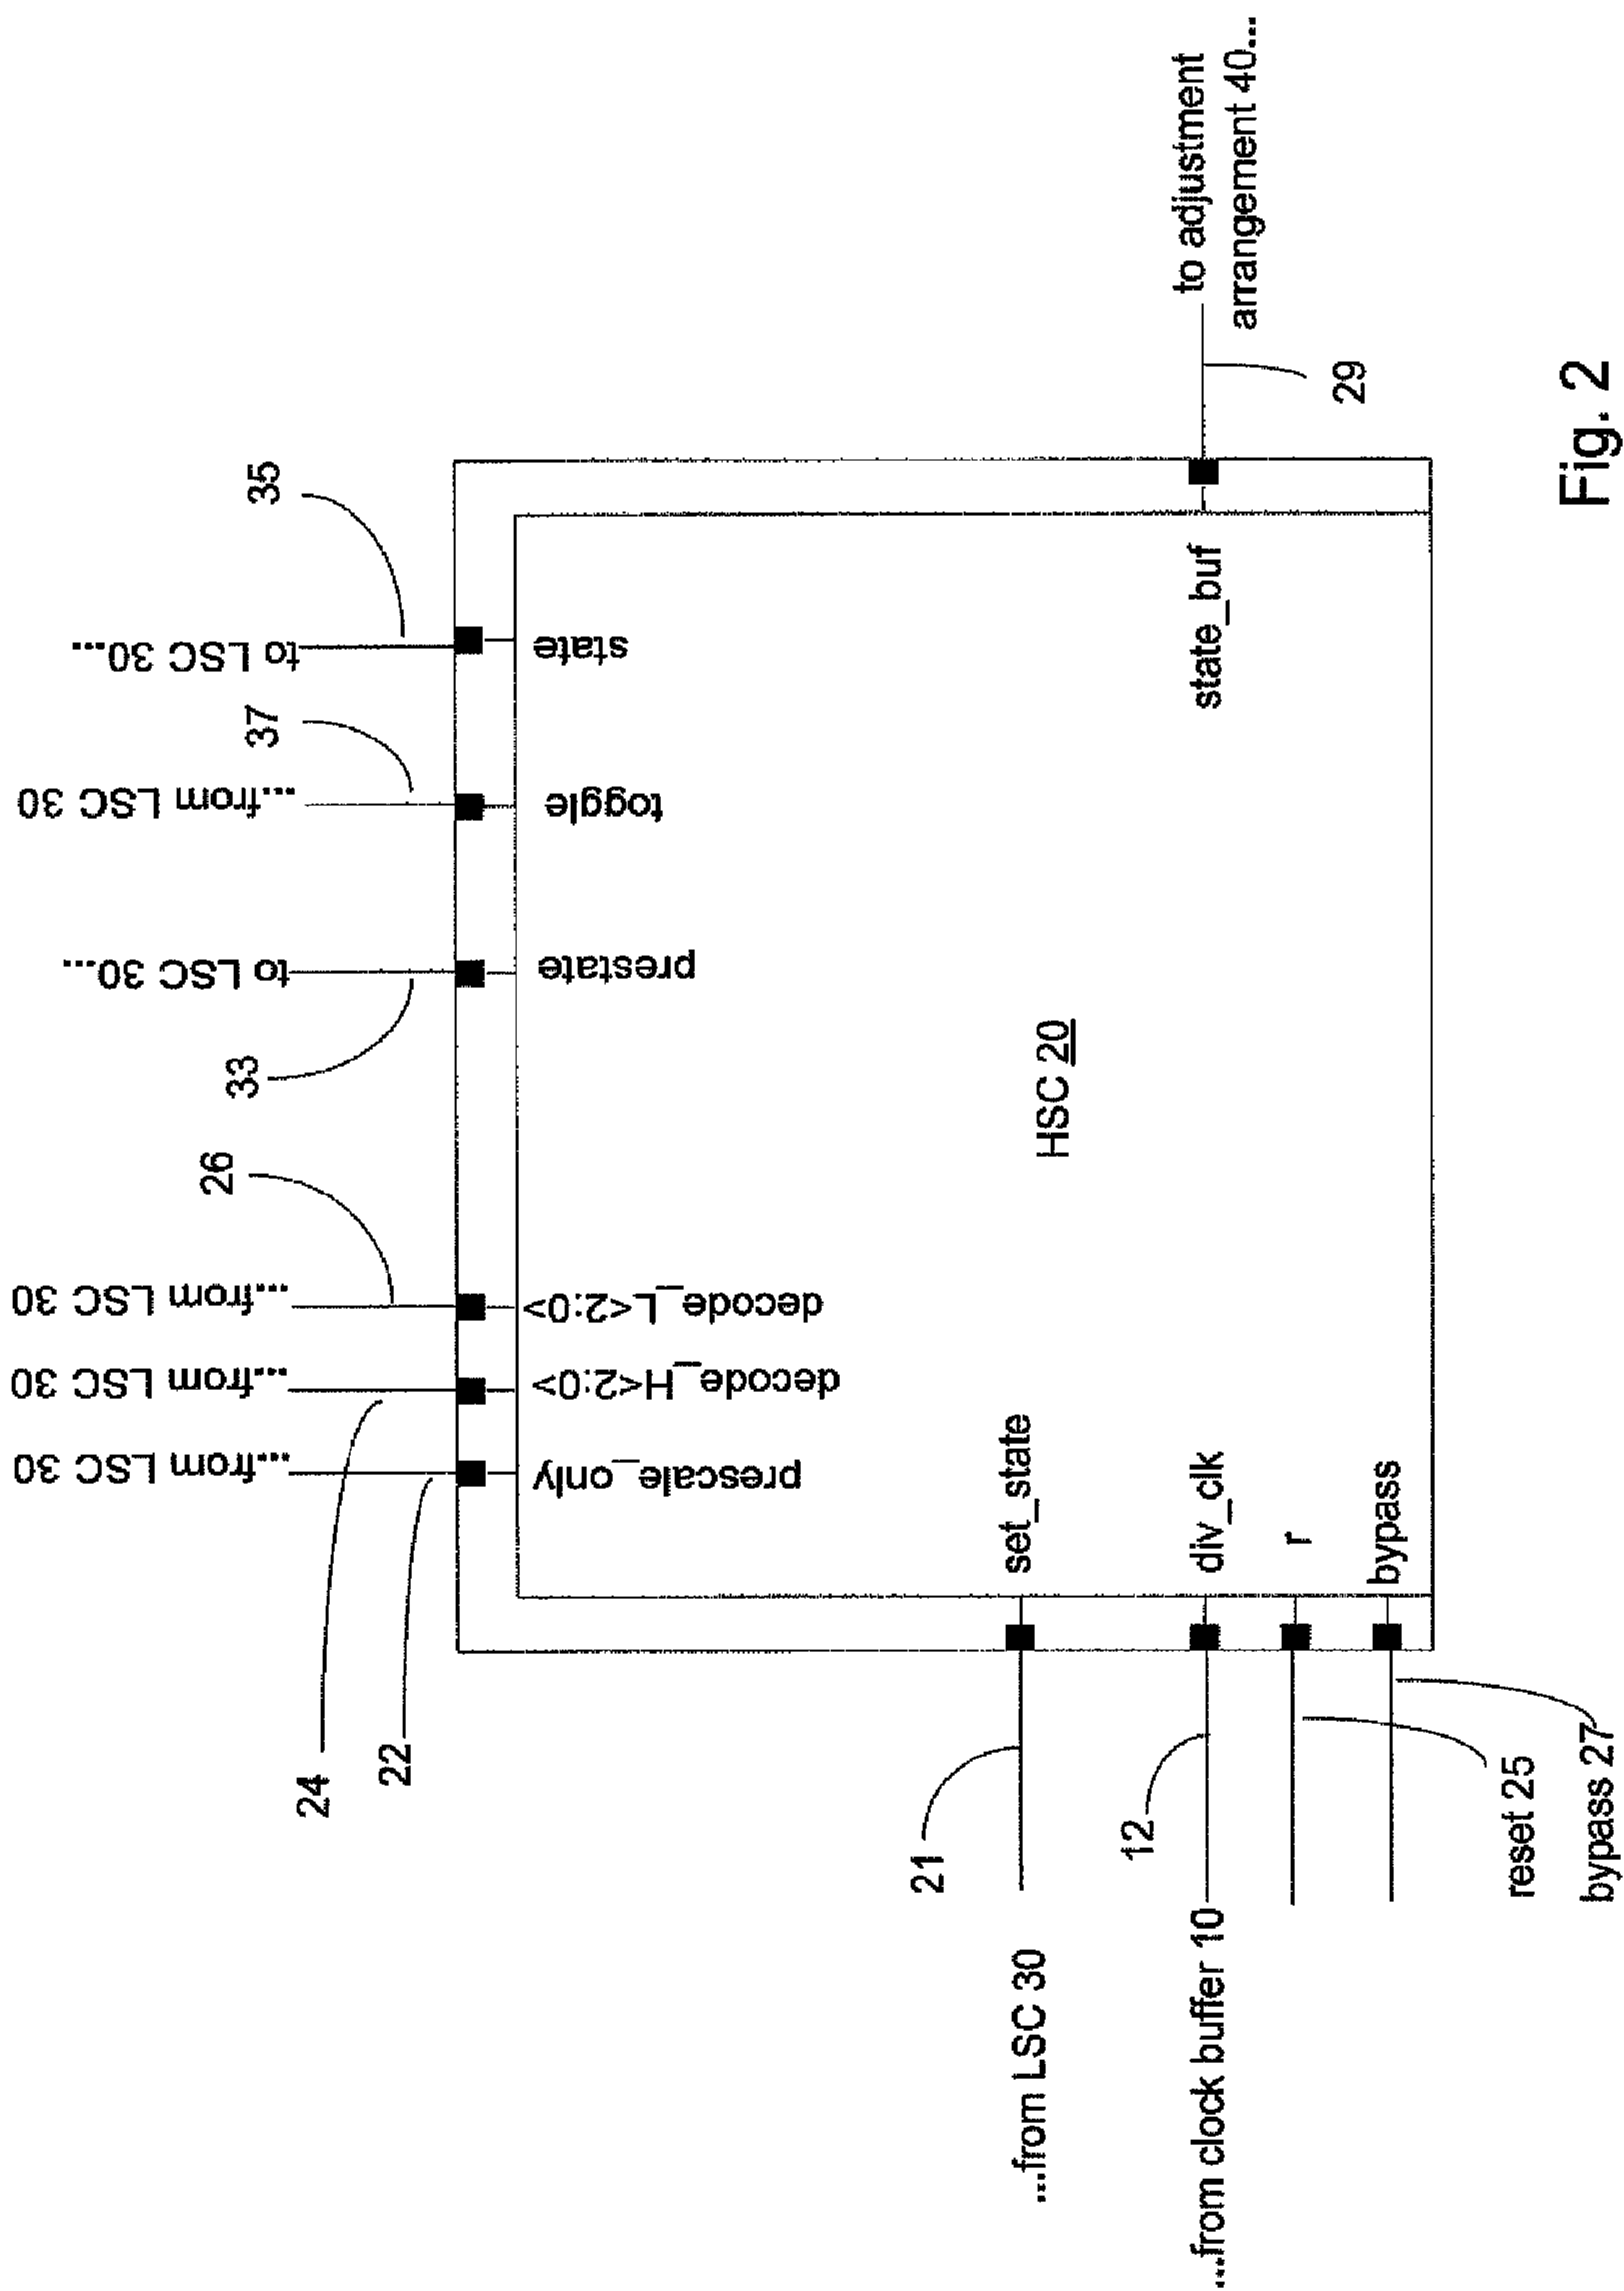 35
to LSC 30...
state
37
...from LSC 30
toggle
to LSC 30...
prestate
33
26
...from LSC 30
decode_L<2:0>
...from LSC 30
decode_H<2:0>
...from LSC 30
prescale_only
24
22
HSC 20
set_state
div_clk
r
bypass
state_buf
29
to adjustment
arrangement 40...
21
...from LSC 30
12
...from clock buffer 10
reset 25
bypass 27
Fig. 2